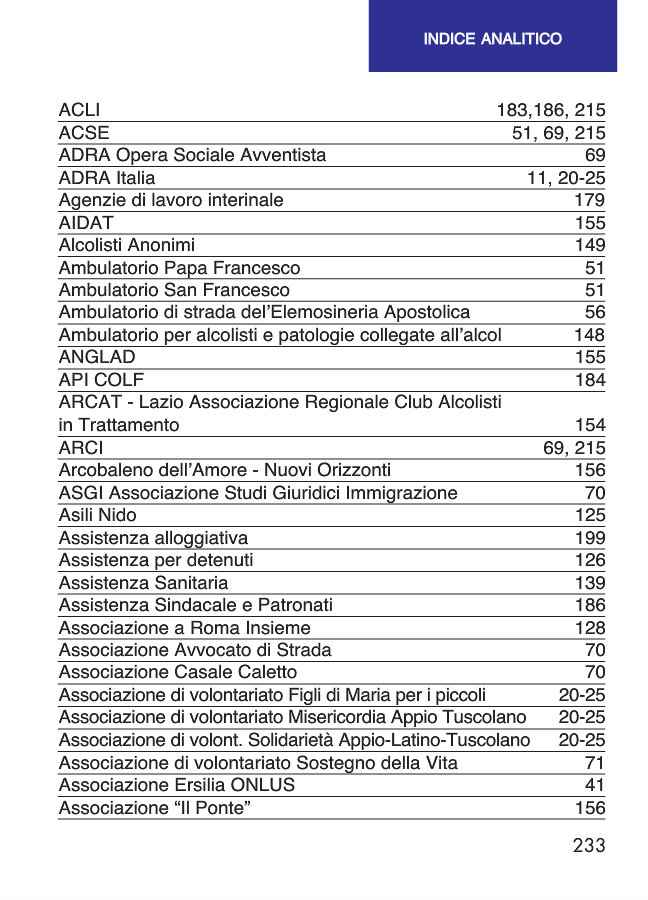 INDICE ANALITICO
ACLI 183,186, 215
ACSE 51, 69, 215
ADRA Opera Sociale Avventista 69
ADRA Italia 11, 20-25
Agenzie di lavoro interinale 179
AIDAT 155
Alcolisti Anonimi 149
Ambulatorio Papa Francesco 51
Ambulatorio San Francesco 51
Ambulatorio di strada del’Elemosineria Apostolica 56
Ambulatorio per alcolisti e patologie collegate all’alcol 148
ANGLAD 155
API COLF 184
ARCAT - Lazio Associazione Regionale Club Alcolisti
in Trattamento 154
ARCI 69, 215
Arcobaleno dell’Amore - Nuovi Orizzonti 156
ASGI Associazione Studi Giuridici Immigrazione 70
Asili Nido 125
Assistenza alloggiativa 199
Assistenza per detenuti 126
Assistenza Sanitaria 139
Assistenza Sindacale e Patronati 186
Associazione a Roma Insieme 128
Associazione Avvocato di Strada 70
Associazione Casale Caletto 70
Associazione di volontariato Figli di Maria per i piccoli 20-25
Associazione di volontariato Misericordia Appio Tuscolano 20-25
Associazione di volont. Solidarietà Appio-Latino-Tuscolano 20-25
Associazione di volontariato Sostegno della Vita 71
Associazione Ersilia ONLUS 41
Associazione “Il Ponte” 156
233